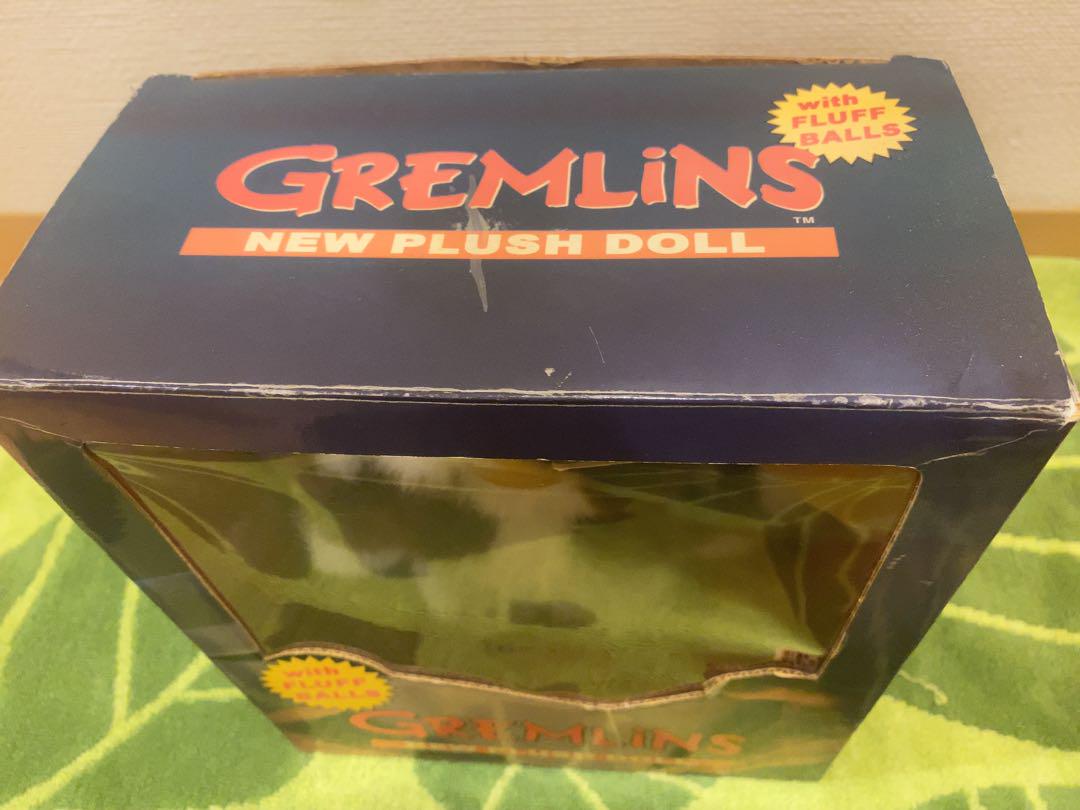 with
FLUFF
BALLS
GREMLiNS
TM
NEW PLUSH DOLL
with
FLUFF
BALLS
GREMLiNS